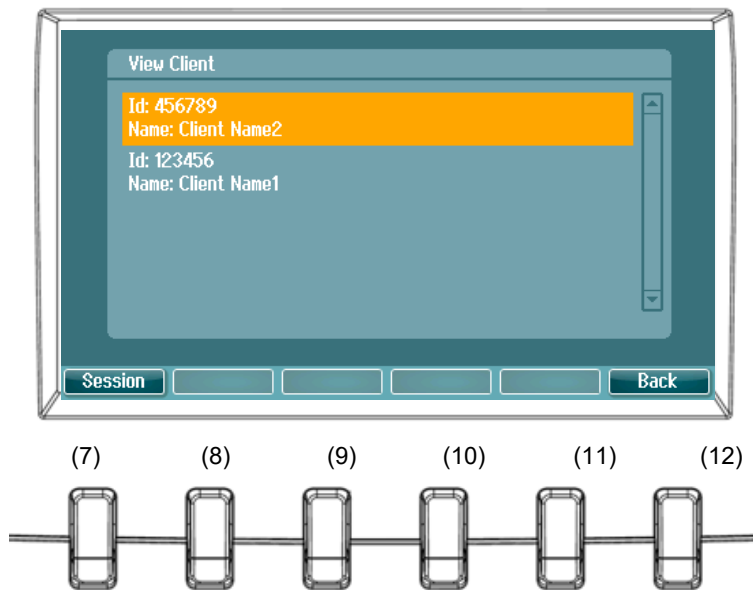 View Client
Id: 456789
Name: Client Name2
Id: 123456
Name: Client Name1
Session Back
(7) (8) (9) (10) (11) (12)